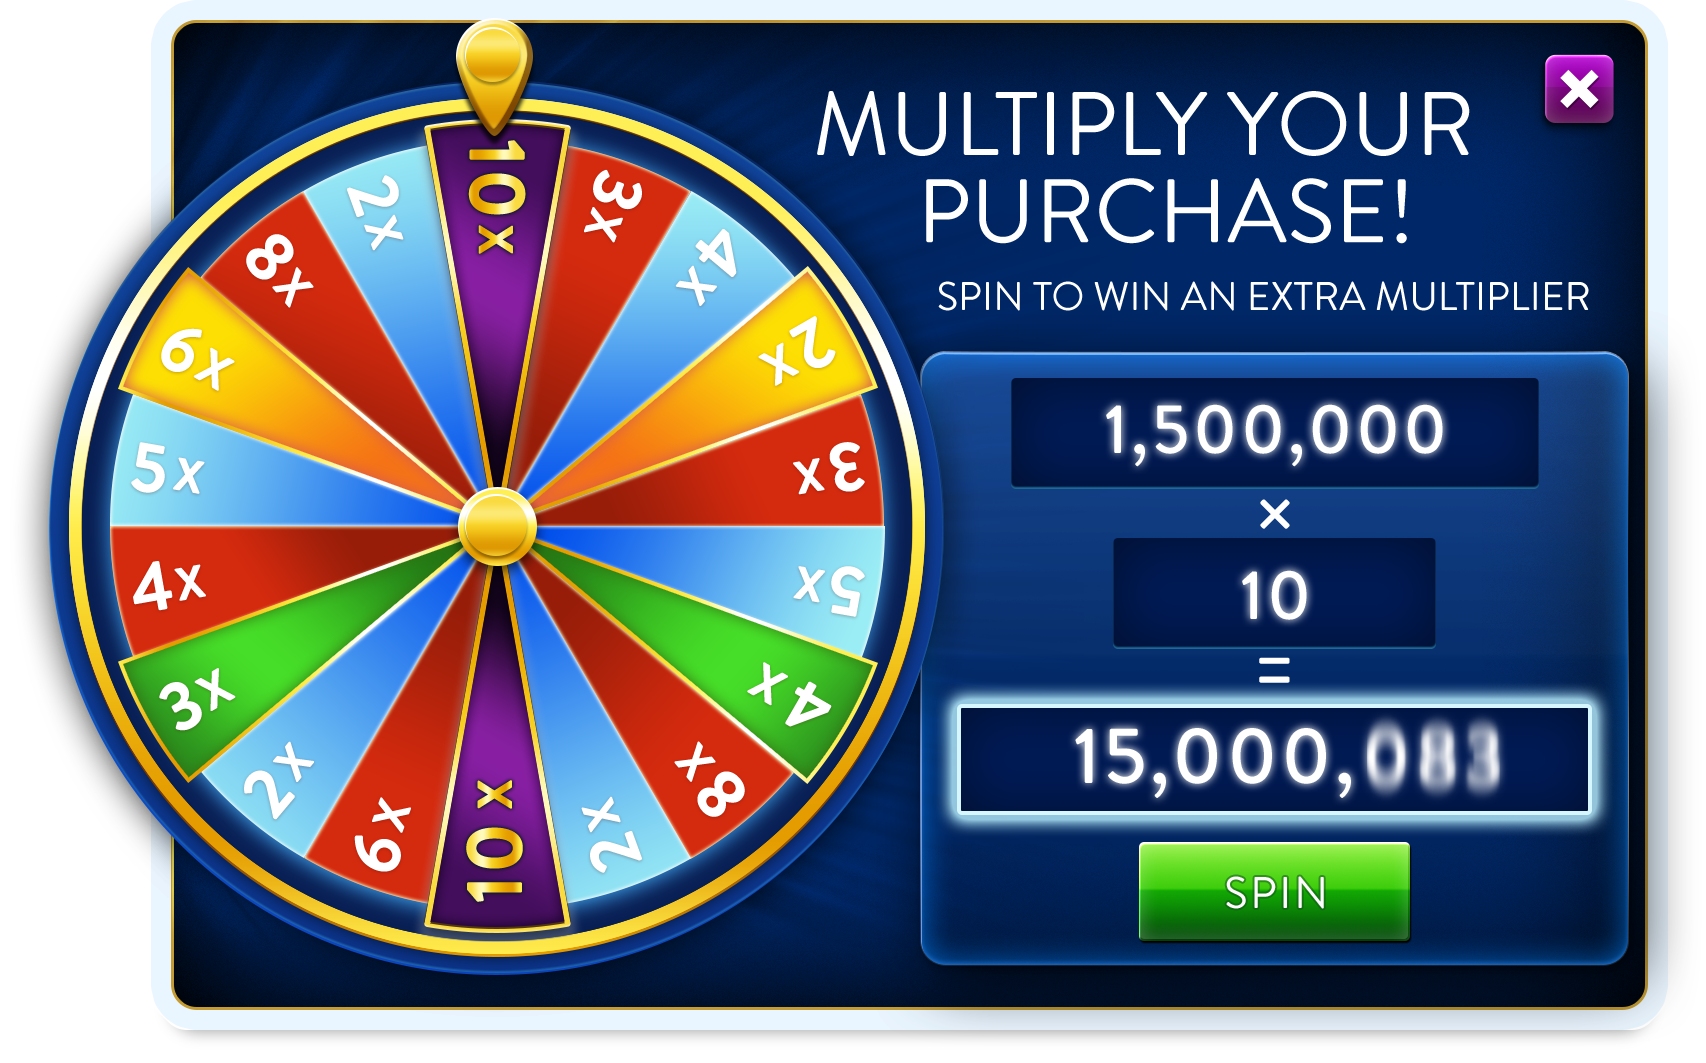 MULTIPLY YOUR
PURCHASE!
SPIN TO WIN AN EXTRA MULTIPLIER
1,500,000
×
10
=
15,000,083
SPIN
10x
3x
4x
2x
3x
5x
4x
8x
2x
10x
6x
2x
3x
4x
5x
6x
8x
2x